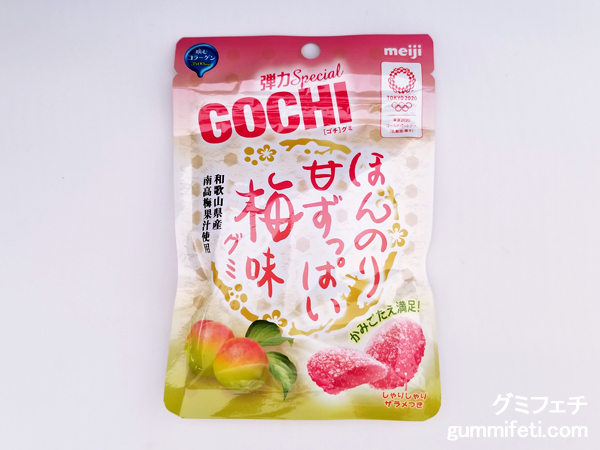 噛む
コラーゲン
3500mg
meiji
弾力Special
GOCHI
[ゴチ]グミ
TOKYO 2020
ほんのり
甘ずっぱい
梅味
グミ
和歌山県産
南高梅果汁使用
かみごたえ満足!
しゃりしゃり
ザラメつき
グミフェチ
gummifeti.com